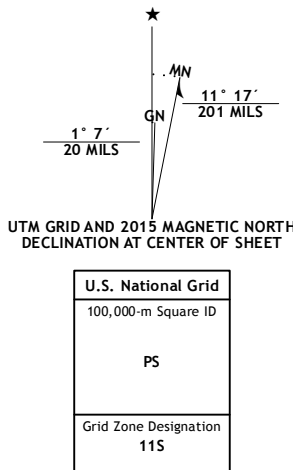 ★
MN
GN
11° 17´
201 MILS
1° 7´
20 MILS
UTM GRID AND 2015 MAGNETIC NORTH
DECLINATION AT CENTER OF SHEET
U.S. National Grid
100,000-m Square ID
PS
Grid Zone Designation
11S